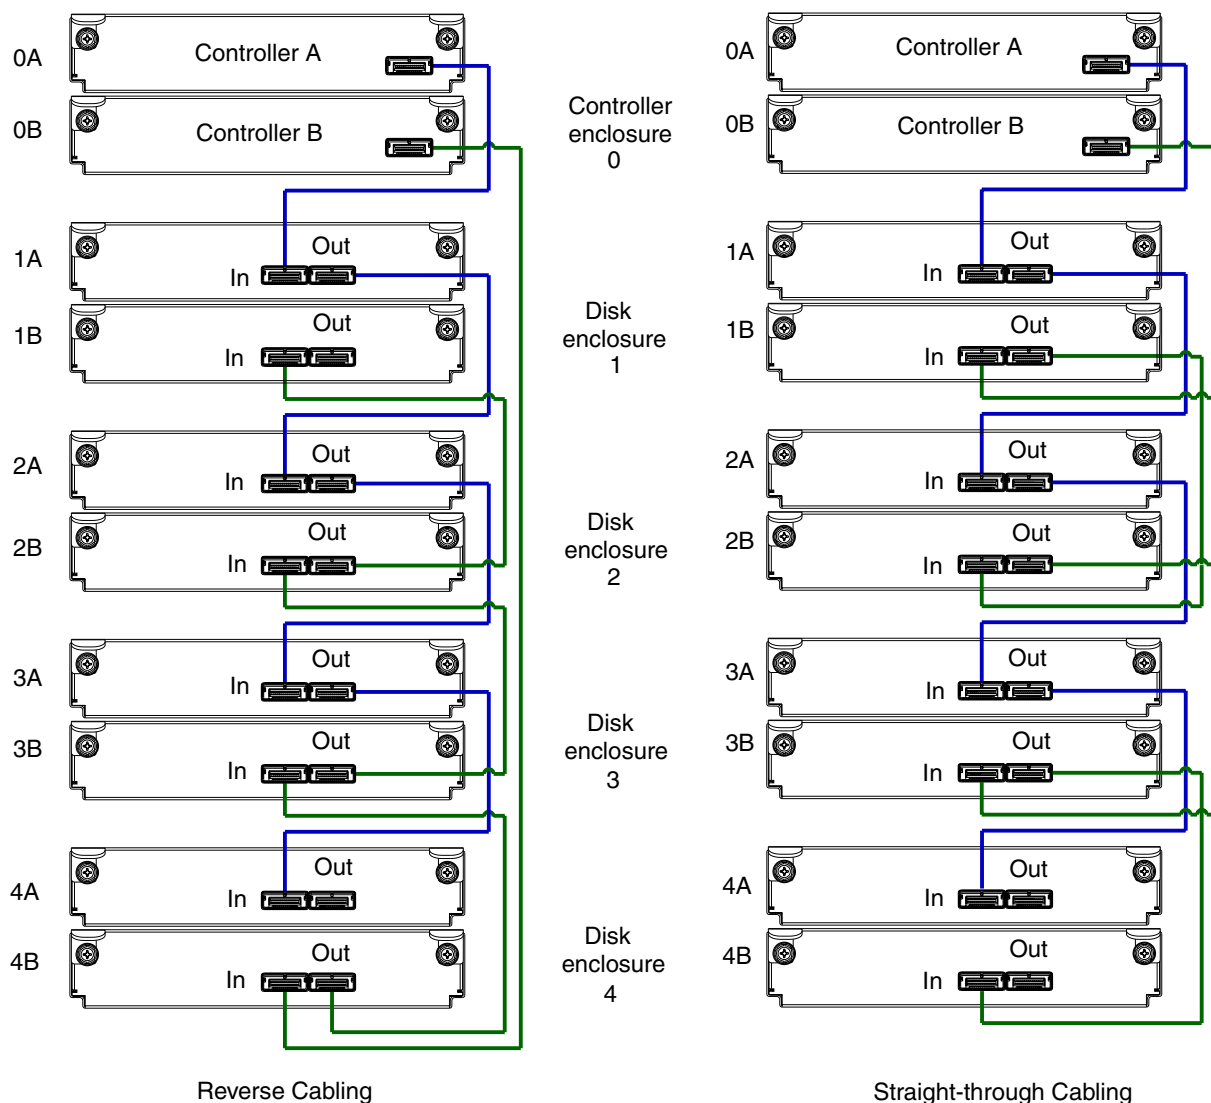 0A
Controller A
0B
Controller B
1A
In
Out
1B
In
Out
2A
In
Out
2B
In
Out
3A
In
Out
3B
In
Out
4A
In
Out
4B
In
Out
Reverse Cabling
Controller
enclosure
0
Disk
enclosure
1
Disk
enclosure
2
Disk
enclosure
3
Disk
enclosure
4
0A
Controller A
0B
Controller B
1A
In
Out
1B
In
Out
2A
In
Out
2B
In
Out
3A
In
Out
3B
In
Out
4A
In
Out
4B
In
Out
Straight-through Cabling